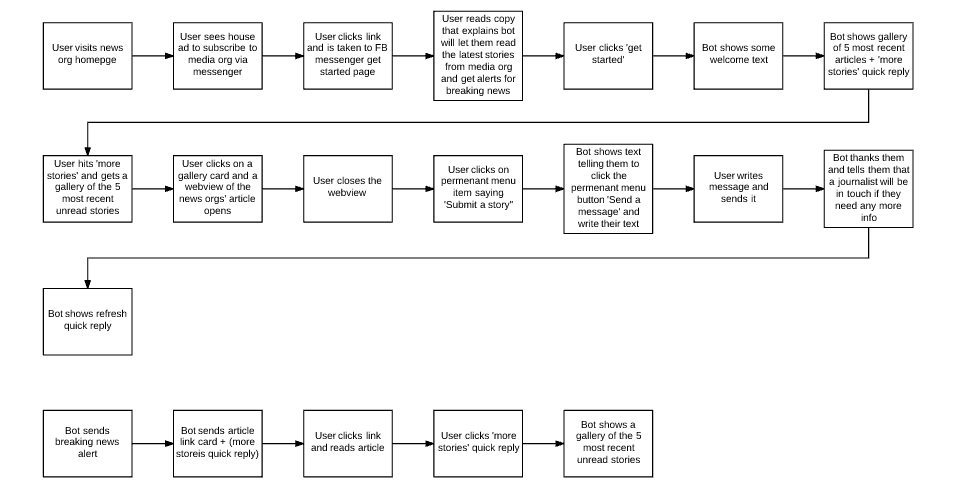 User visits news
org homepge
User sees house
ad to subscribe to
media org via
messenger
User clicks link
and is taken to FB
messenger get
started page
User reads copy
that explains bot
will let them read
the latest stories
from media org
and get alerts for
breaking news
User clicks 'get
started'
Bot shows some
welcome text
Bot shows gallery
of 5 most recent
articles + 'more
stories' quick reply
User hits 'more
stories' and gets a
gallery of the 5
most recent
unread stories
User clicks on a
gallery card and a
webview of the
news orgs' article
opens
User closes the
webview
User clicks on
permenant menu
item saying
'Submit a story"
Bot shows text
telling them to
click the
permenant menu
button 'Send a
message' and
write their text
User writes
message and
sends it
Bot thanks them
and tells them that
a journalist will be
in touch if they
need any more
info
Bot shows refresh
quick reply
Bot sends
breaking news
alert
Bot sends article
link card + (more
storeis quick reply)
User clicks link
and reads article
User clicks 'more
stories' quick reply
Bot shows a
gallery of the 5
most recent
unread stories